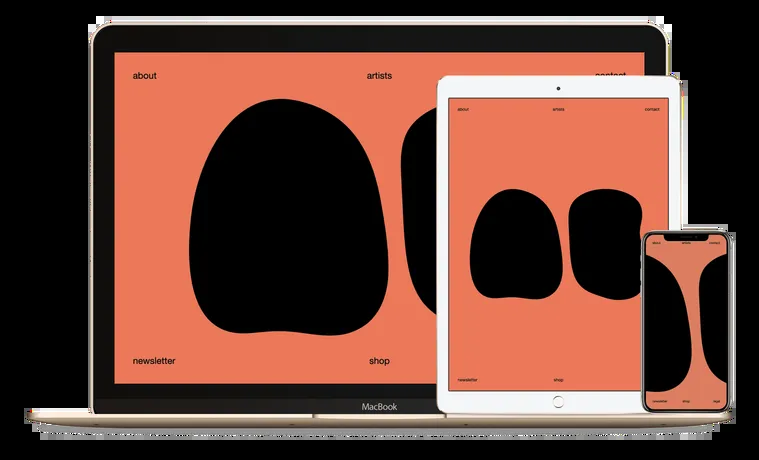 about artists contact
newsletter shop
MacBook
about artists contact
newsletter shop
about artists contact
newsletter shop legal